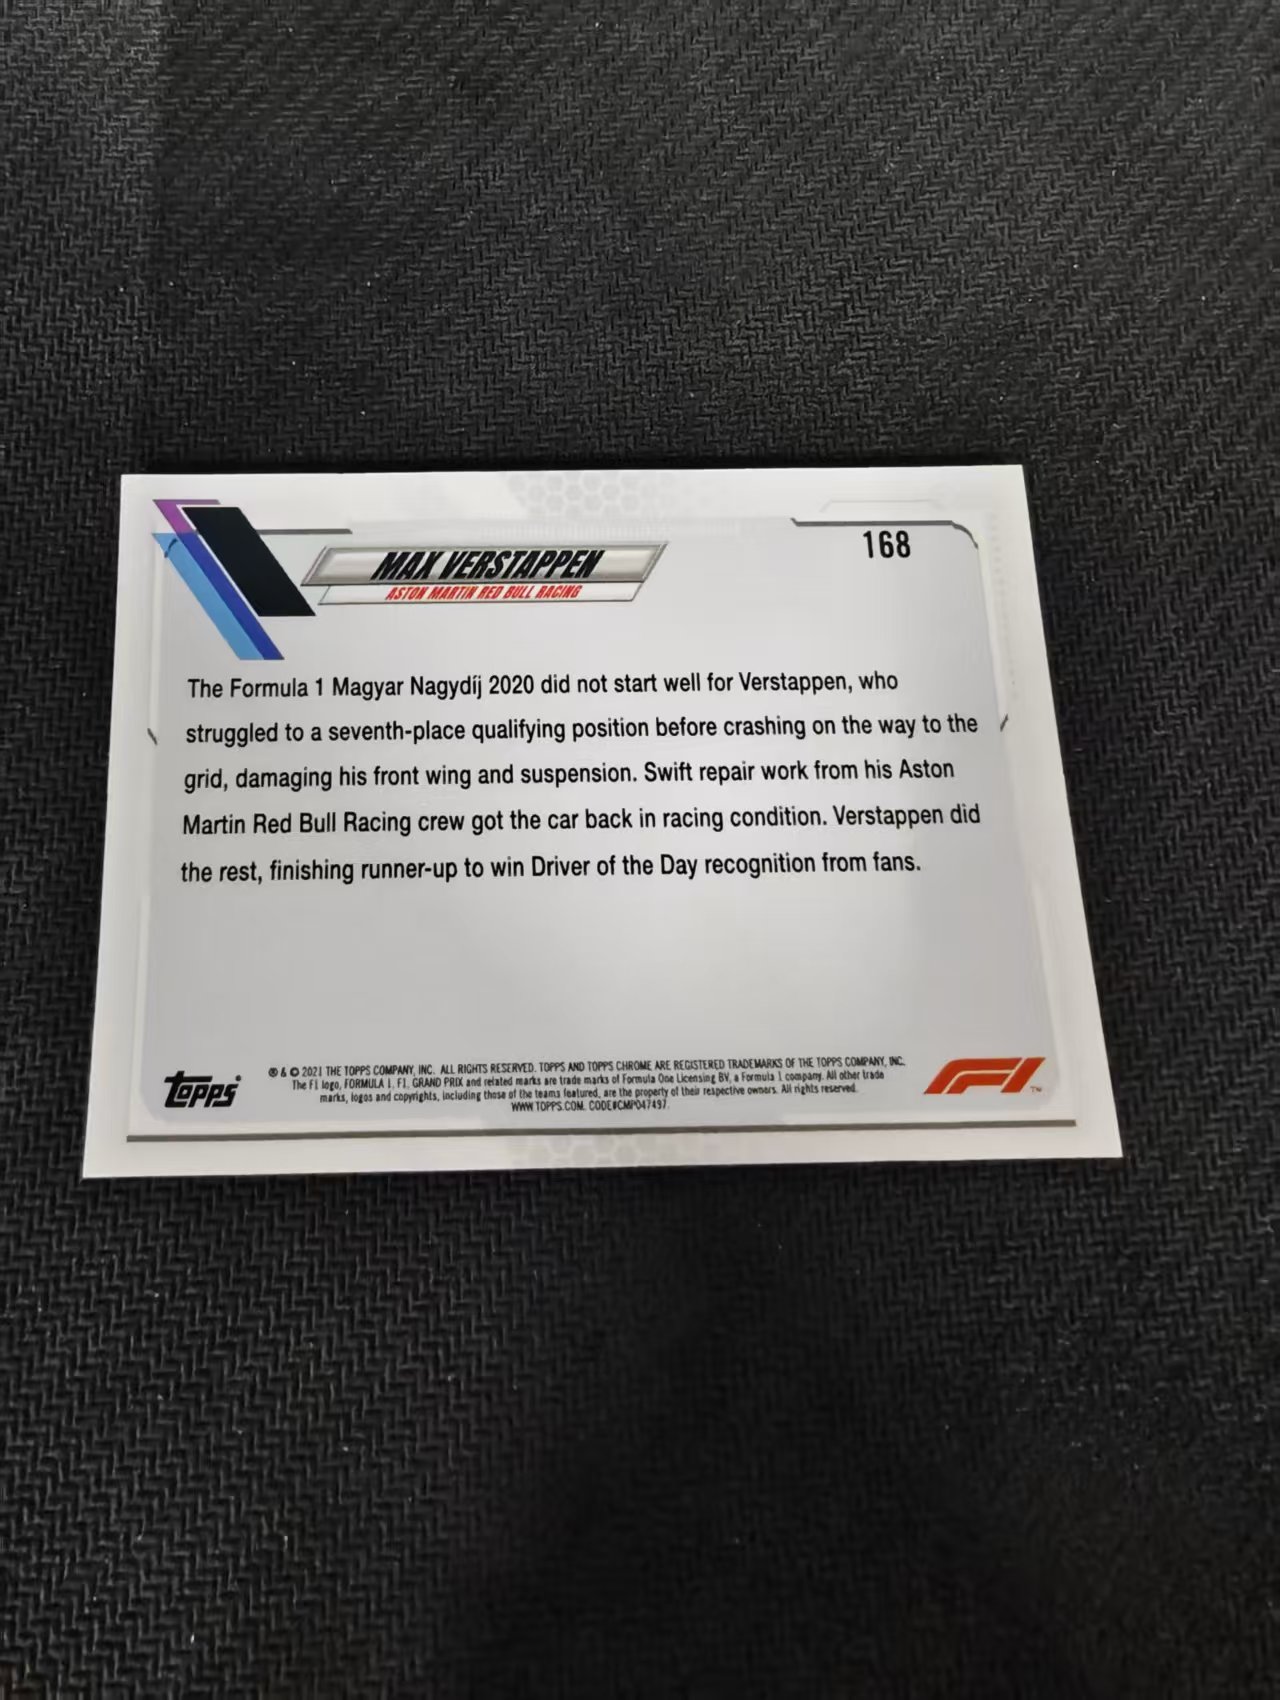 MAX VERSTAPPEN
ASTON MARTIN RED BULL RACING
168
The Formula 1 Magyar Nagydíj 2020 did not start well for Verstappen, who
struggled to a seventh-place qualifying position before crashing on the way to the
grid, damaging his front wing and suspension. Swift repair work from his Aston
Martin Red Bull Racing crew got the car back in racing condition. Verstappen did
the rest, finishing runner-up to win Driver of the Day recognition from fans.
TOPPS®
® & © 2021 THE TOPPS COMPANY, INC. ALL RIGHTS RESERVED. TOPPS AND TOPPS CHROME ARE REGISTERED TRADEMARKS OF THE TOPPS COMPANY, INC.
The F1 logo, FORMULA 1, F1, GRAND PRIX and related marks are trade marks of Formula One Licensing BV, a Formula 1 company. All other trade
marks, logos and copyrights, including those of the teams featured, are the property of their respective owners. All rights reserved.
WWW.TOPPS.COM. CODE#CMP047497
F1™